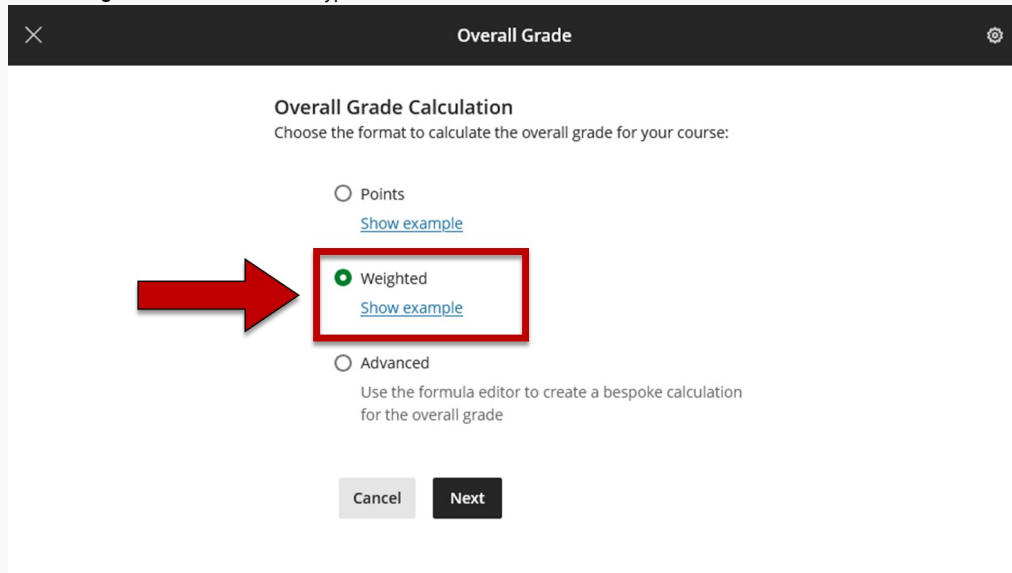 Overall Grade
Overall Grade Calculation
Choose the format to calculate the overall grade for your course:
Points
Show example
Weighted
Show example
Advanced
Use the formula editor to create a bespoke calculation
for the overall grade
Cancel
Next